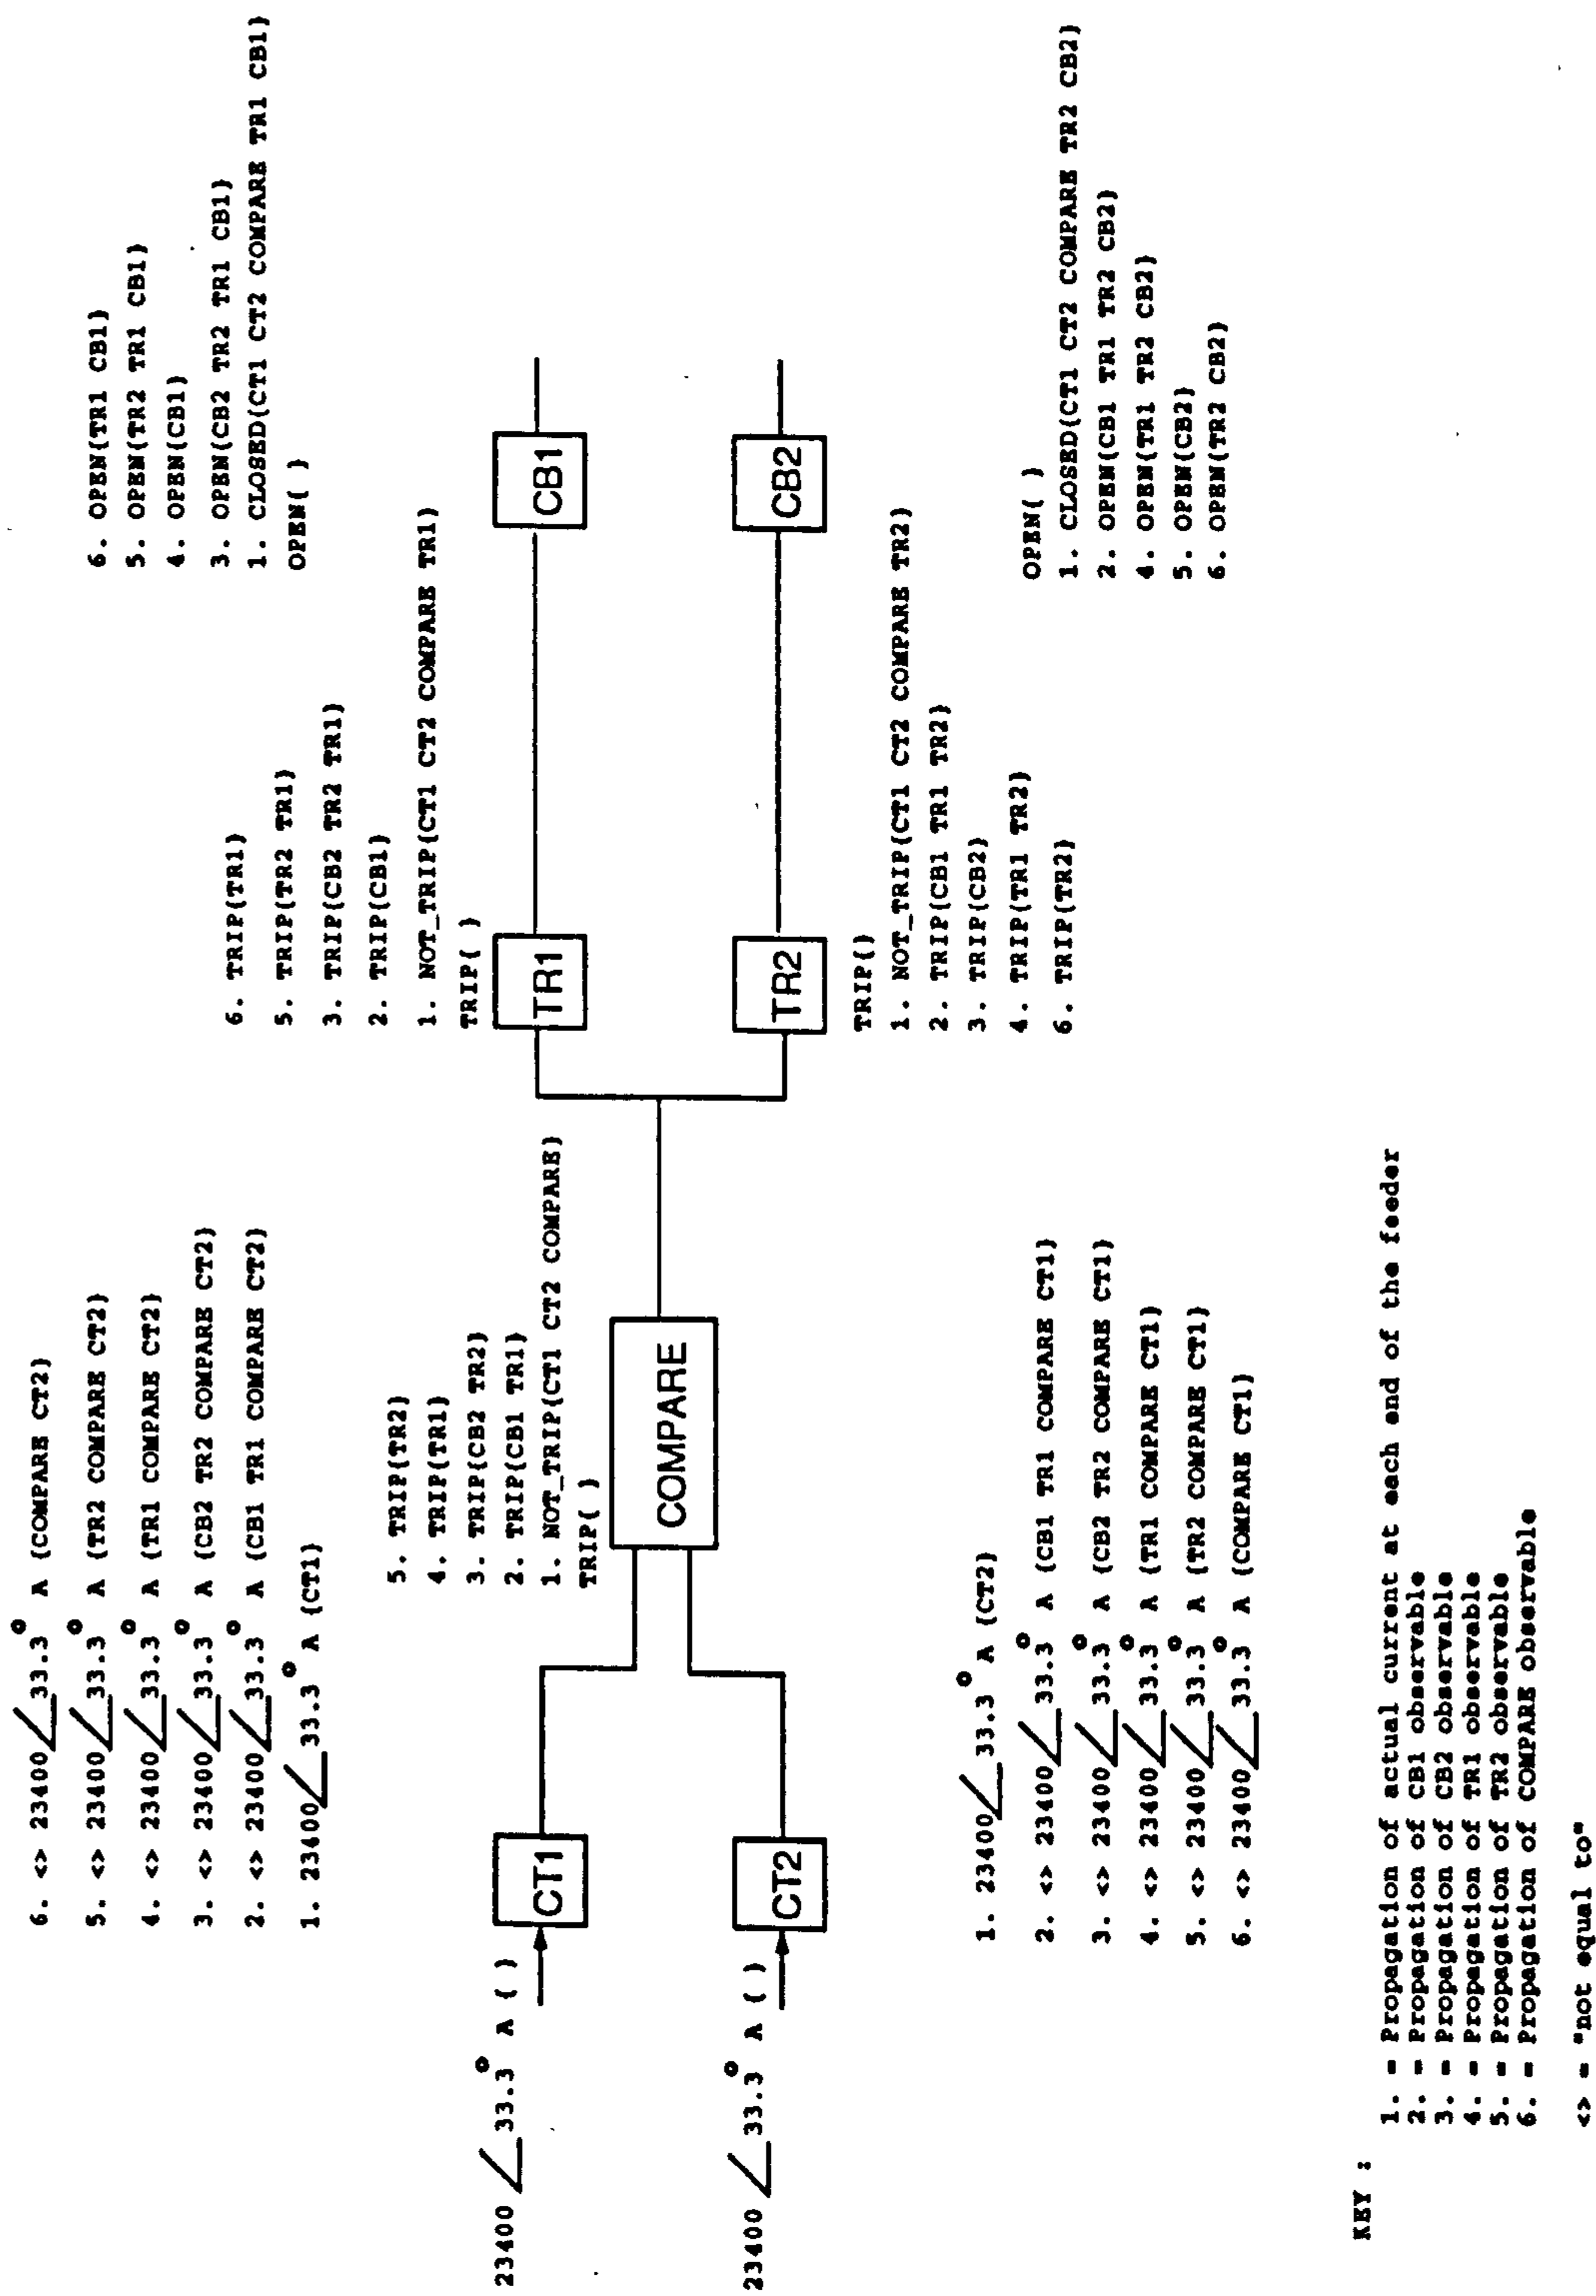 6. <> 23400∠33.3° A {COMPARE CT2}
5. <> 23400∠33.3° A {TR2 COMPARE CT2}
4. <> 23400∠33.3° A {TR1 COMPARE CT2}
3. <> 23400∠33.3° A {CB2 TR2 COMPARE CT2}
2. <> 23400∠33.3° A {CB1 TR1 COMPARE CT2}
1. 23400∠33.3° A {CT1}
23400∠33.3° A { }
CT1
23400∠33.3° A { }
CT2
1. 23400∠33.3° A {CT2}
2. <> 23400∠33.3° A {CB1 TR1 COMPARE CT1}
3. <> 23400∠33.3° A {CB2 TR2 COMPARE CT1}
4. <> 23400∠33.3° A {TR1 COMPARE CT1}
5. <> 23400∠33.3° A {TR2 COMPARE CT1}
6. <> 23400∠33.3° A {COMPARE CT1}
5. TRIP{TR2}
4. TRIP{TR1}
3. TRIP{CB2 TR2}
2. TRIP{CB1 TR1}
1. NOT_TRIP{CT1 CT2 COMPARE}
TRIP{ }
COMPARE
6. TRIP{TR1}
5. TRIP{TR2 TR1}
3. TRIP{CB2 TR2 TR1}
2. TRIP{CB1}
1. NOT_TRIP{CT1 CT2 COMPARE TR1}
TRIP{ }
TR1
TR2
TRIP{}
1. NOT_TRIP{CT1 CT2 COMPARE TR2}
2. TRIP{CB1 TR1 TR2}
3. TRIP{CB2}
4. TRIP{TR1 TR2}
6. TRIP{TR2}
6. OPEN{TR1 CB1}
5. OPEN{TR2 TR1 CB1}
4. OPEN{CB1}
3. OPEN{CB2 TR2 TR1 CB1}
1. CLOSED{CT1 CT2 COMPARE TR1 CB1}
OPEN{ }
CB1
CB2
OPEN{ }
1. CLOSED{CT1 CT2 COMPARE TR2 CB2}
2. OPEN{CB1 TR1 TR2 CB2}
4. OPEN{TR1 TR2 CB2}
5. OPEN{CB2}
6. OPEN{TR2 CB2}
KEY :
1. = Propagation of actual current at each end of the feeder
2. = Propagation of CB1 observable
3. = Propagation of CB2 observable
4. = Propagation of TR1 observable
5. = Propagation of TR2 observable
6. = Propagation of COMPARE observable
<> = "not equal to"